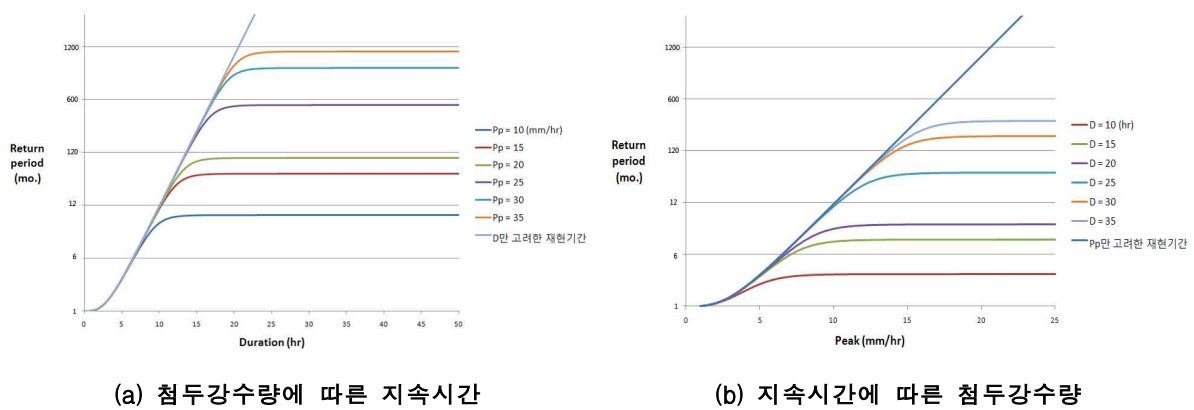 1200
600
120
12
6
1
Return
period
(mo.)
0 5 10 15 20 25 30 35 40 45 50
Duration (hr)
Pp = 10 (mm/hr)
Pp = 15
Pp = 20
Pp = 25
Pp = 30
Pp = 35
D만 고려한 재현기간
(a) 첨두강수량에 따른 지속시간
1200
600
120
12
6
1
Return
period
(mo.)
0 5 10 15 20 25
Peak (mm/hr)
D = 10 (hr)
D = 15
D = 20
D = 25
D = 30
D = 35
Pp만 고려한 재현기간
(b) 지속시간에 따른 첨두강수량